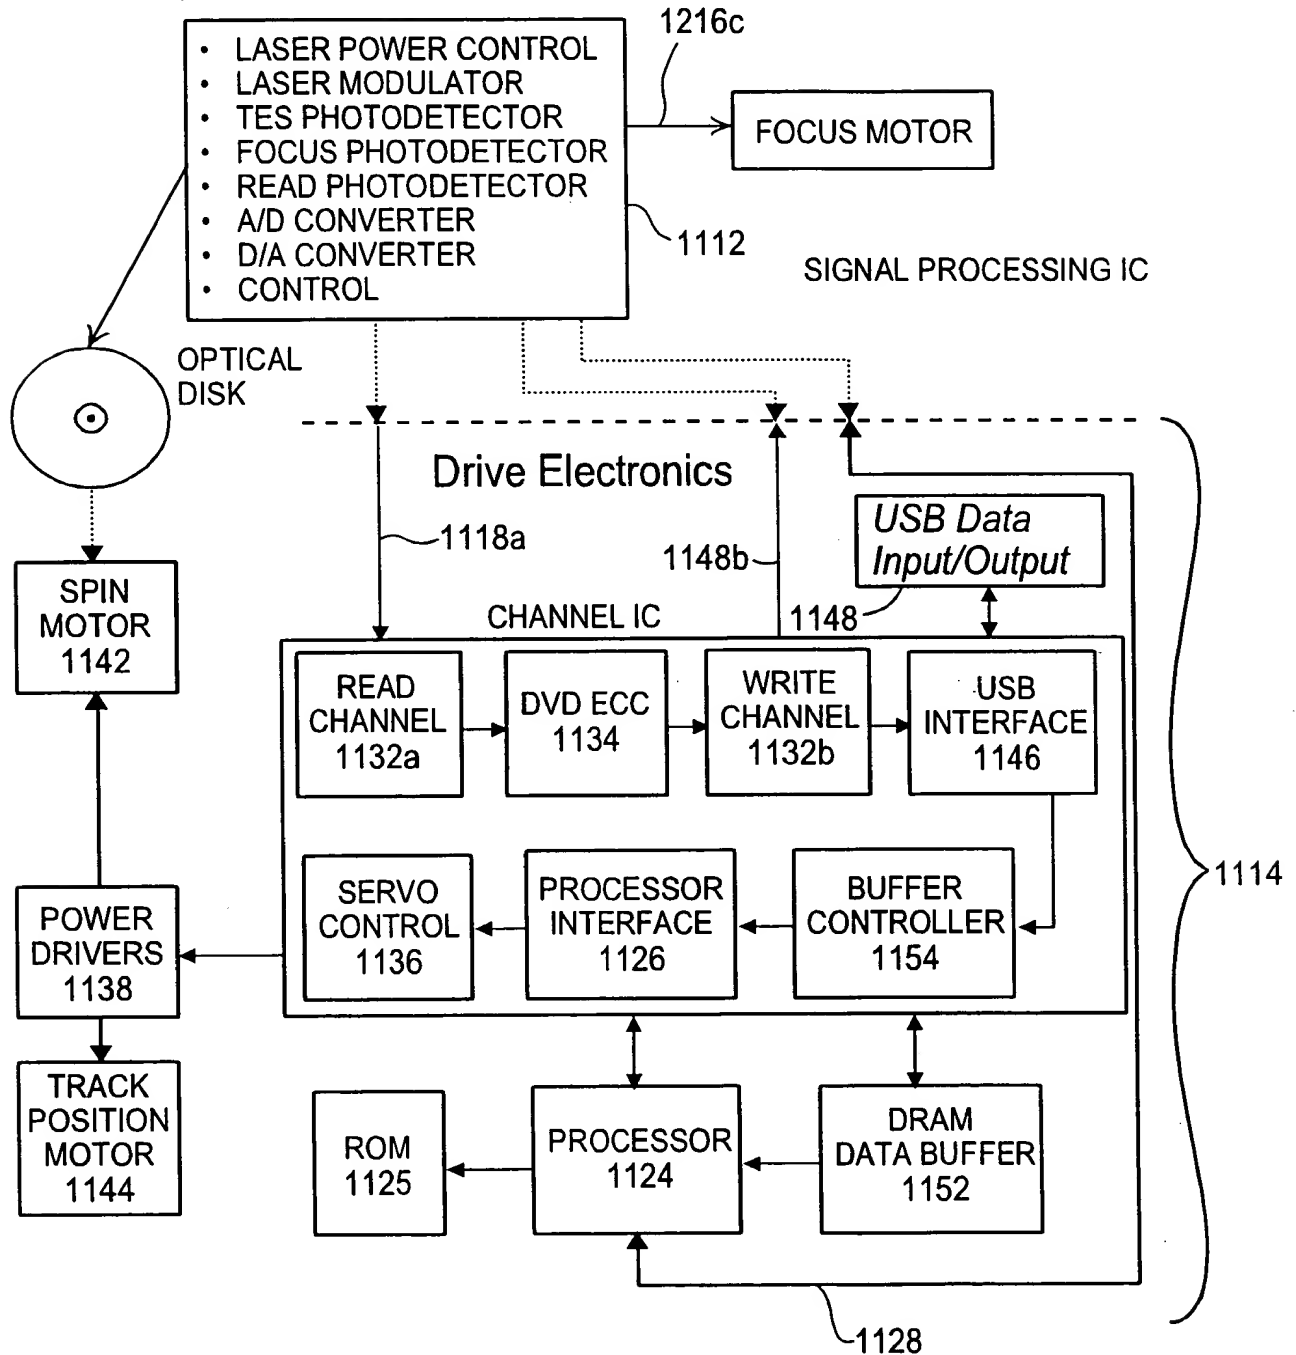 1216c
• LASER POWER CONTROL
• LASER MODULATOR
• TES PHOTODETECTOR
• FOCUS PHOTODETECTOR
• READ PHOTODETECTOR
• A/D CONVERTER
• D/A CONVERTER
• CONTROL
FOCUS MOTOR
1112
SIGNAL PROCESSING IC
OPTICAL
DISK
Drive Electronics
1118a
1148b
USB Data
Input/Output
1148
SPIN
MOTOR
1142
CHANNEL IC
READ
CHANNEL
1132a
DVD ECC
1134
WRITE
CHANNEL
1132b
USB
INTERFACE
1146
SERVO
CONTROL
1136
PROCESSOR
INTERFACE
1126
BUFFER
CONTROLLER
1154
1114
POWER
DRIVERS
1138
TRACK
POSITION
MOTOR
1144
ROM
1125
PROCESSOR
1124
DRAM
DATA BUFFER
1152
1128